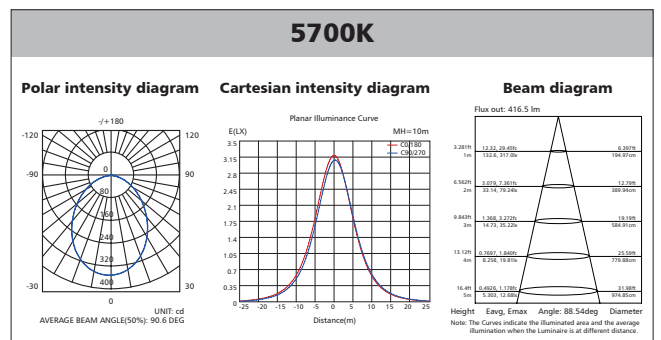 5700K
Polar intensity diagram
Cartesian intensity diagram
Beam diagram
-/+180
-120
120
-90
90
-30
30
0
80
160
240
320
400
0
UNIT: cd
AVERAGE BEAM ANGLE(50%): 90.6 DEG
Planar Illuminance Curve
E(LX)
MH=10m
C0/180
C90/270
3.5
3.15
2.8
2.45
2.1
1.75
1.4
1.05
0.7
0.35
0
-25 -20 -15 -10 -5 0 5 10 15 20 25
Distance(m)
Flux out: 416.5 lm
3.281ft 12.32, 29.45fc 6.397ft
1m 132.6, 317.0lx 194.97cm
6.562ft 3.079, 7.361fc 12.79ft
2m 33.14, 79.24lx 389.94cm
9.843ft 1.368, 3.272fc 19.19ft
3m 14.73, 35.22lx 584.91cm
13.12ft 0.7697, 1.840fc 25.59ft
4m 8.258, 19.81lx 779.88cm
16.4ft 0.4926, 1.178fc 31.98ft
5m 5.303, 12.68lx 974.85cm
Height Eavg, Emax Angle: 88.54deg Diameter
Note: The Curves indicate the illuminated area and the average
illumination when the Luminaire is at different distance.